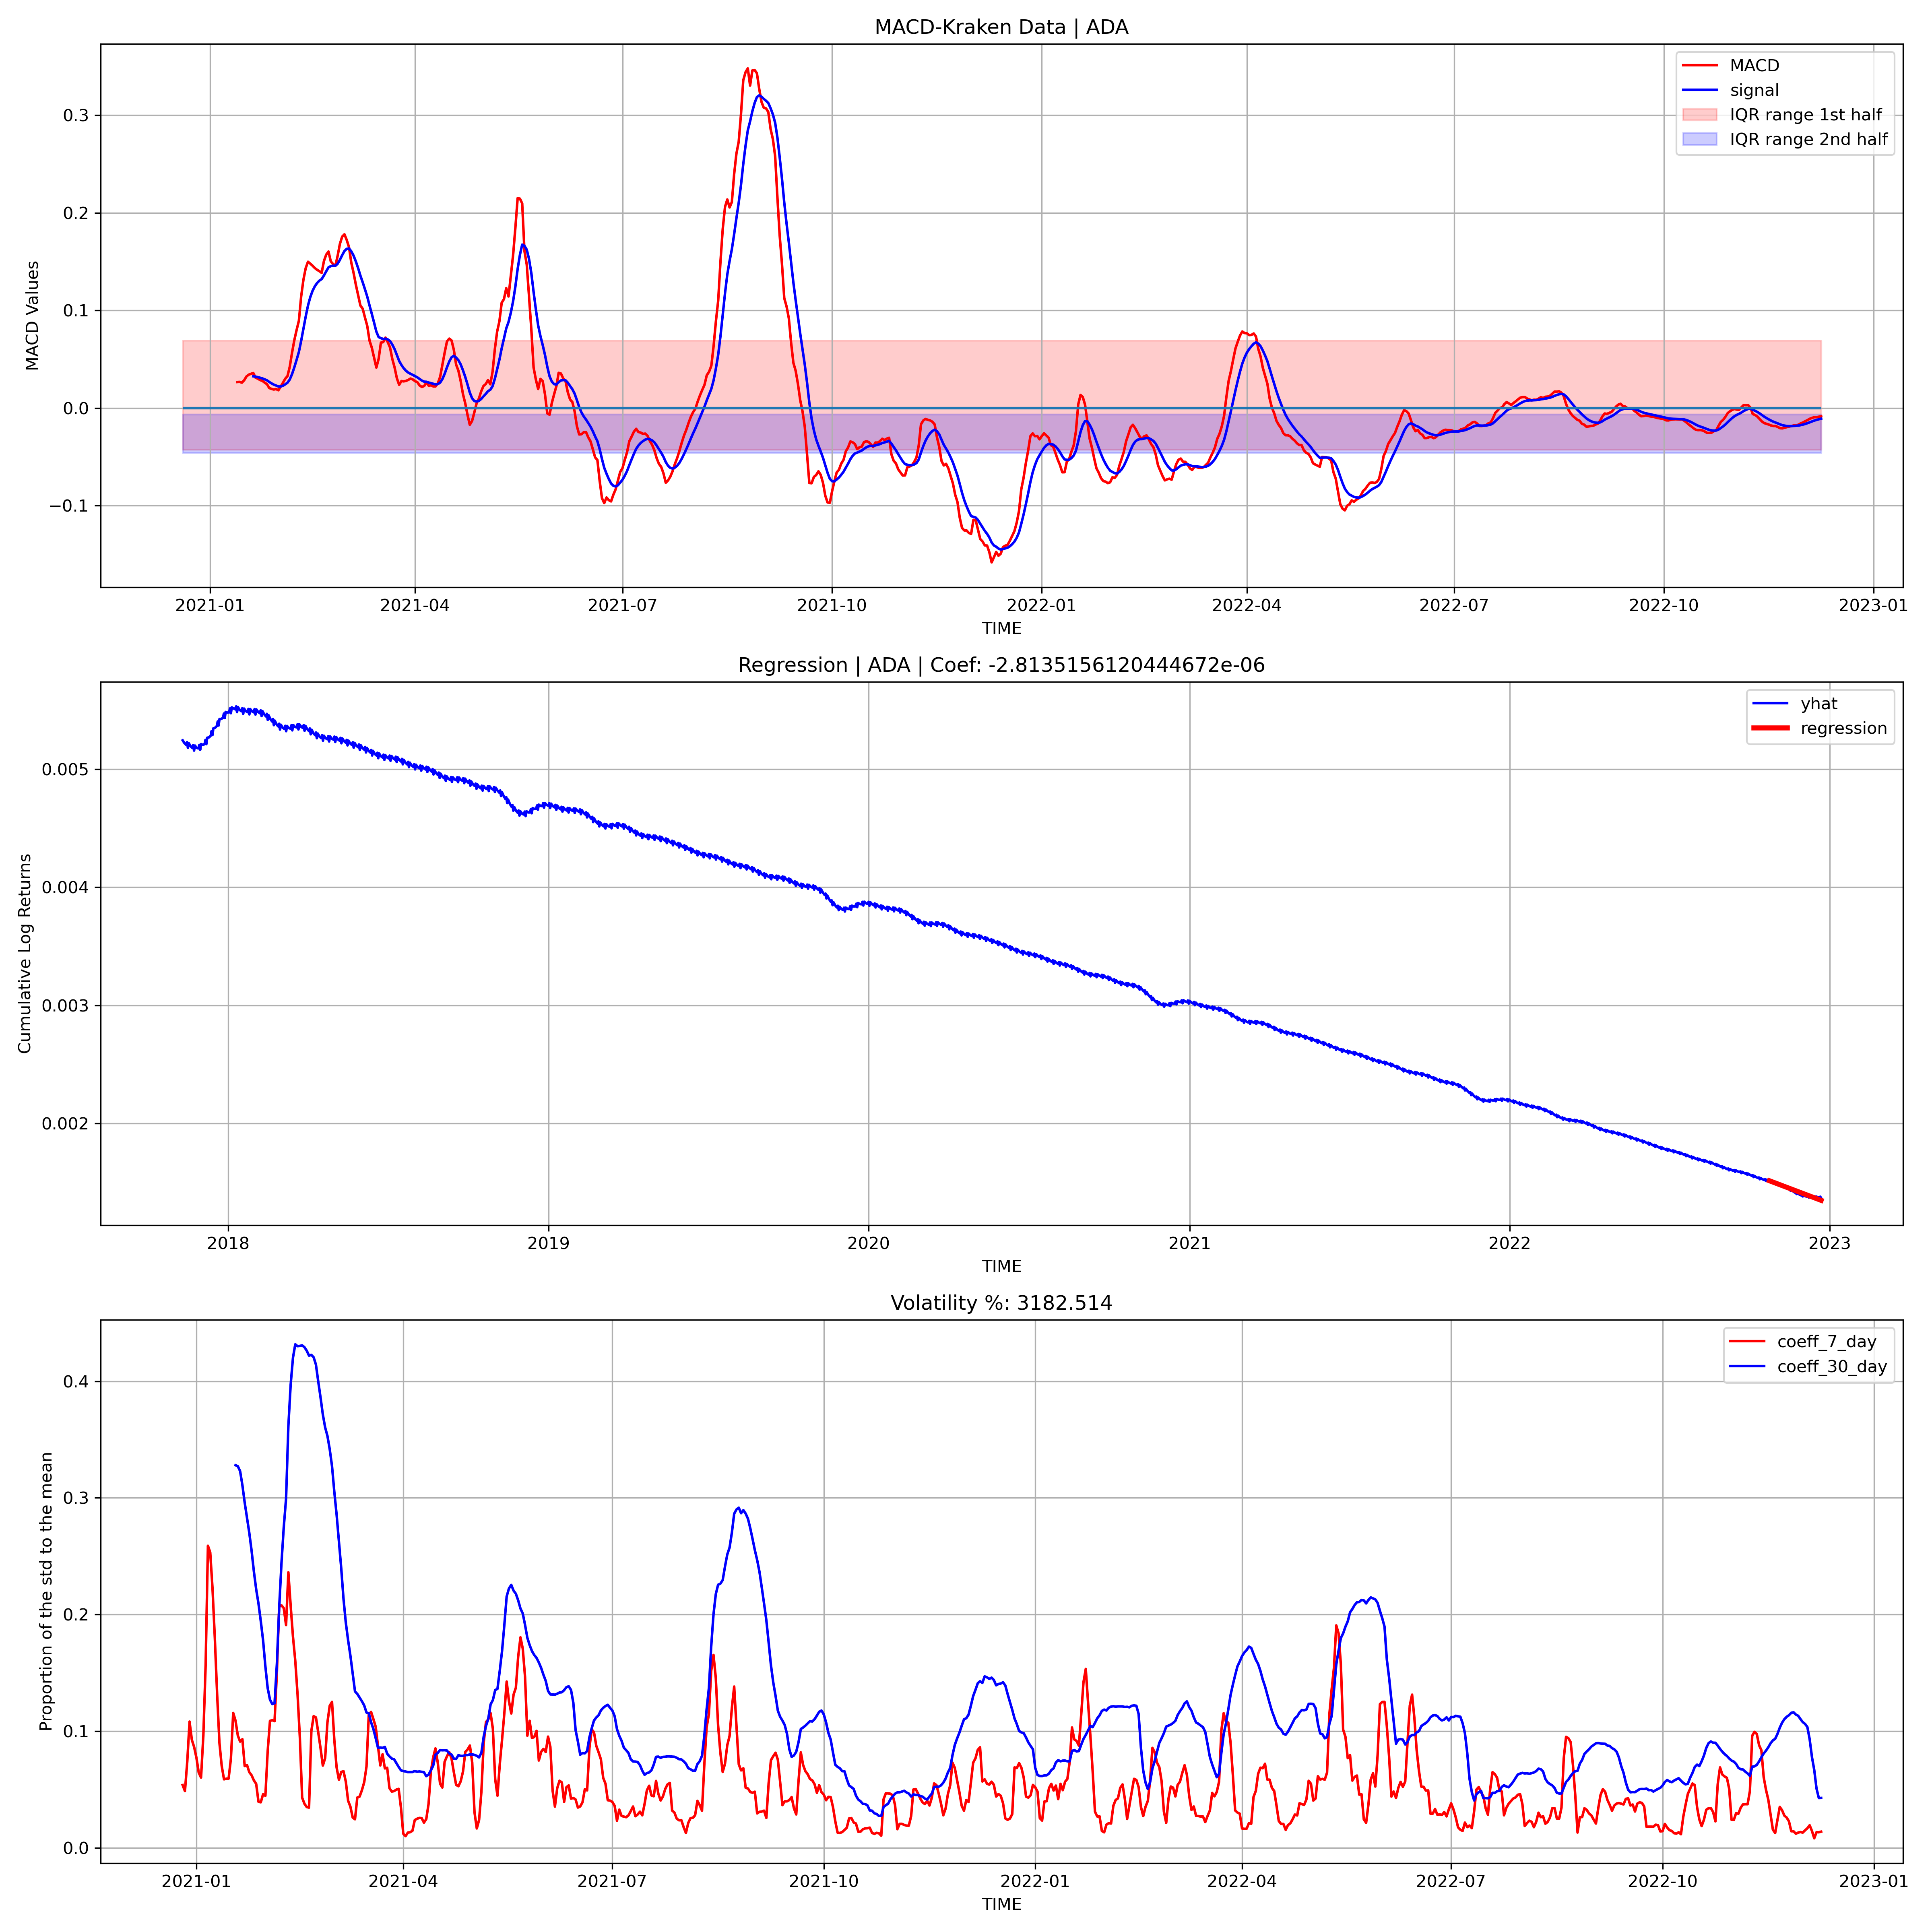 MACD-Kraken Data | ADA
MACD
signal
IQR range 1st half
IQR range 2nd half
MACD Values
0.3
0.2
0.1
0.0
−0.1
2021-01 2021-04 2021-07 2021-10 2022-01 2022-04 2022-07 2022-10 2023-01
TIME
Regression | ADA | Coef: -2.8135156120444672e-06
yhat
regression
Cumulative Log Returns
0.005
0.004
0.003
0.002
2018 2019 2020 2021 2022 2023
TIME
Volatility %: 3182.514
coeff_7_day
coeff_30_day
Proportion of the std to the mean
0.4
0.3
0.2
0.1
0.0
2021-01 2021-04 2021-07 2021-10 2022-01 2022-04 2022-07 2022-10 2023-01
TIME